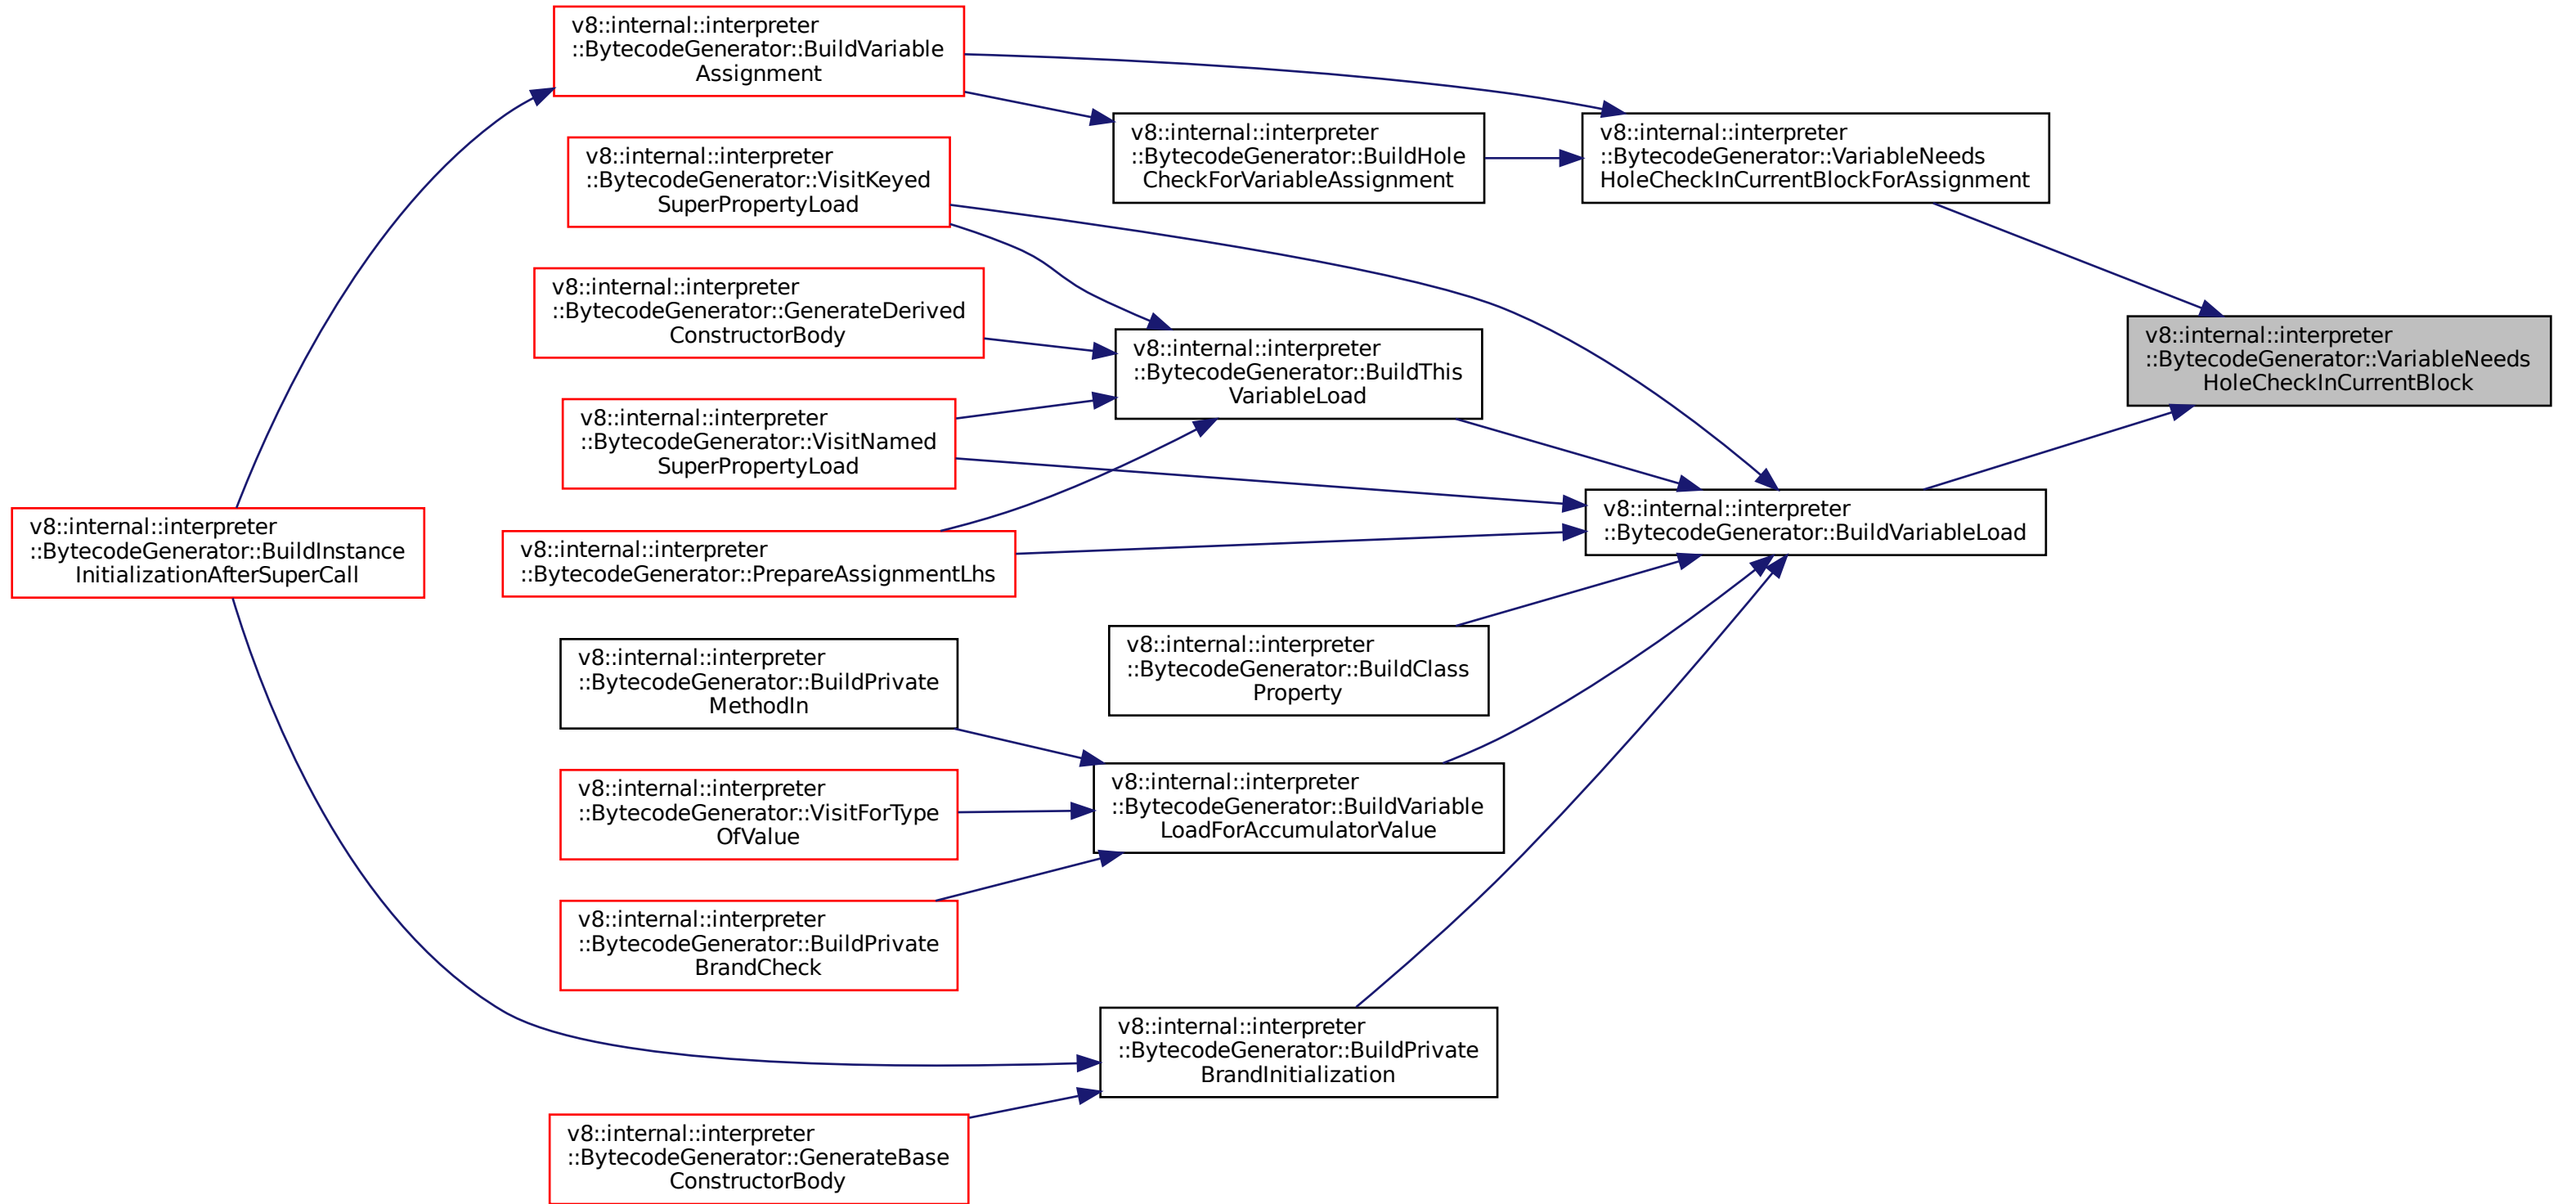 v8::internal::interpreter
::BytecodeGenerator::BuildVariable
Assignment
v8::internal::interpreter
::BytecodeGenerator::BuildHole
CheckForVariableAssignment
v8::internal::interpreter
::BytecodeGenerator::VariableNeeds
HoleCheckInCurrentBlockForAssignment
v8::internal::interpreter
::BytecodeGenerator::VisitKeyed
SuperPropertyLoad
v8::internal::interpreter
::BytecodeGenerator::GenerateDerived
ConstructorBody
v8::internal::interpreter
::BytecodeGenerator::BuildThis
VariableLoad
v8::internal::interpreter
::BytecodeGenerator::VariableNeeds
HoleCheckInCurrentBlock
v8::internal::interpreter
::BytecodeGenerator::VisitNamed
SuperPropertyLoad
v8::internal::interpreter
::BytecodeGenerator::BuildInstance
InitializationAfterSuperCall
v8::internal::interpreter
::BytecodeGenerator::PrepareAssignmentLhs
v8::internal::interpreter
::BytecodeGenerator::BuildVariableLoad
v8::internal::interpreter
::BytecodeGenerator::BuildClass
Property
v8::internal::interpreter
::BytecodeGenerator::BuildPrivate
MethodIn
v8::internal::interpreter
::BytecodeGenerator::VisitForType
OfValue
v8::internal::interpreter
::BytecodeGenerator::BuildVariable
LoadForAccumulatorValue
v8::internal::interpreter
::BytecodeGenerator::BuildPrivate
BrandCheck
v8::internal::interpreter
::BytecodeGenerator::BuildPrivate
BrandInitialization
v8::internal::interpreter
::BytecodeGenerator::GenerateBase
ConstructorBody